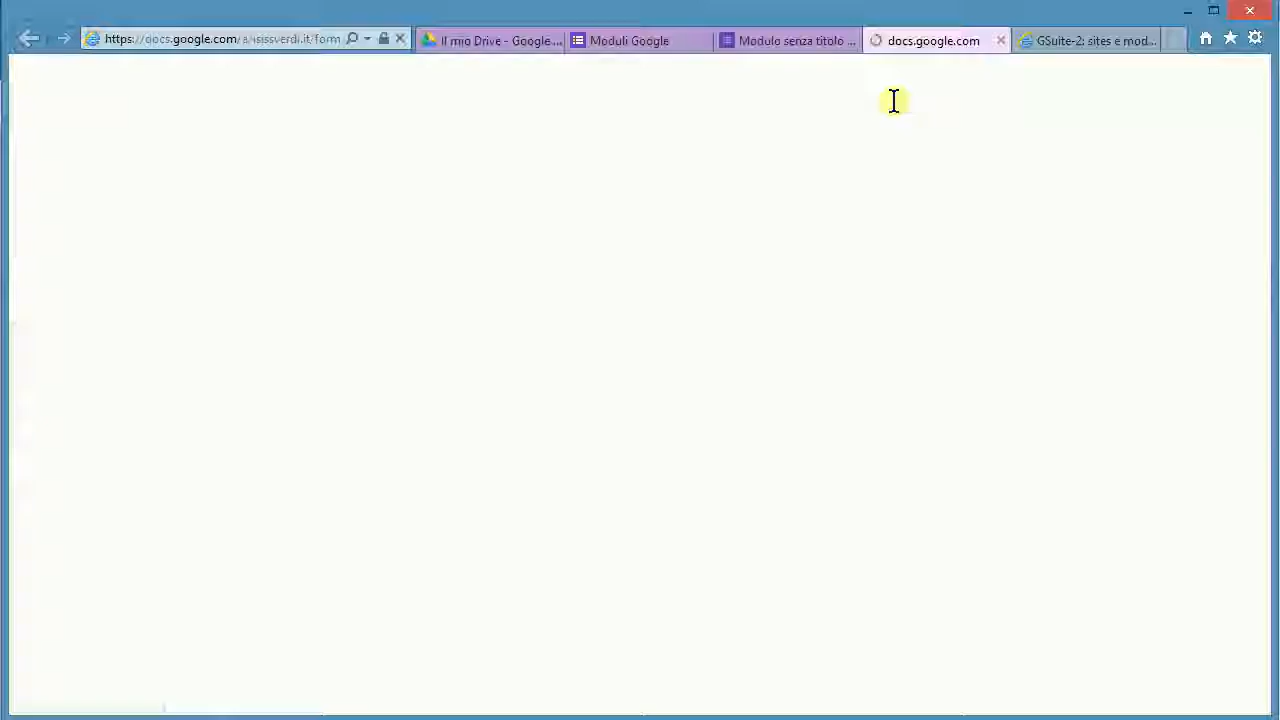 https://docs.google.com/a/isissverdi.it/form
Il mio Drive - Google...
Moduli Google
Modulo senza titolo ...
docs.google.com
GSuite-2: sites e mod...